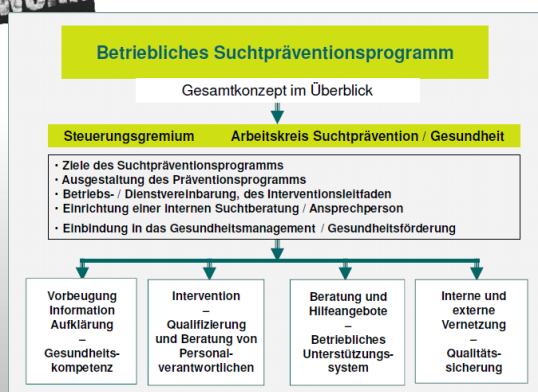 Betriebliches Suchtpräventionsprogramm
Gesamtkonzept im Überblick
Steuerungsgremium Arbeitskreis Suchtprävention / Gesundheit
· Ziele des Suchtpräventionsprogramms
· Ausgestaltung des Präventionsprogramms
· Betriebs- / Dienstvereinbarung, des Interventionsleitfaden
· Einrichtung einer internen Suchtberatung / Ansprechperson
· Einbindung in das Gesundheitsmanagement / Gesundheitsförderung
Vorbeugung
Information
Aufklärung
–
Gesundheits-
kompetenz
Intervention
–
Qualifizierung
und Beratung von
Personal-
verantwortlichen
Beratung und
Hilfeangebote
–
Betriebliches
Unterstützungs-
system
Interne und
externe
Vernetzung
–
Qualitäts-
sicherung